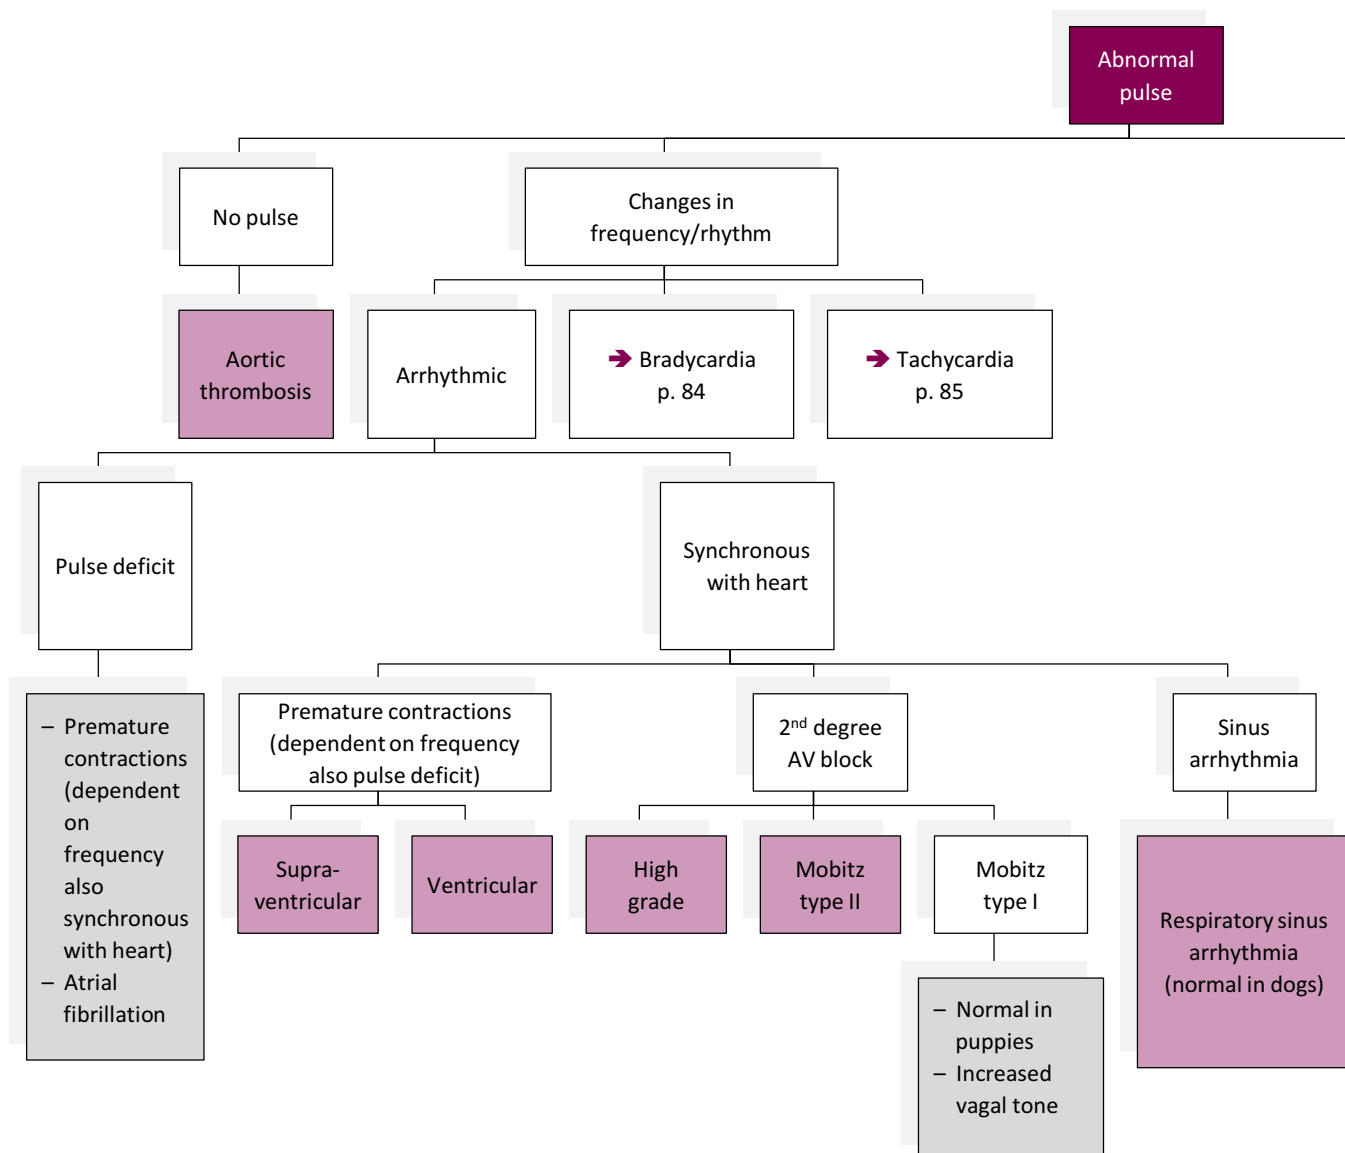 Abnormal
pulse
No pulse
Changes in
frequency/rhythm
Aortic
thrombosis
Arrhythmic
➔ Bradycardia
p. 84
➔ Tachycardia
p. 85
Pulse deficit
Synchronous
with heart
– Premature
contractions
(dependent
on
frequency
also
synchronous
with heart)
– Atrial
fibrillation
Premature contractions
(dependent on frequency
also pulse deficit)
2nd degree
AV block
Sinus
arrhythmia
Supra-
ventricular
Ventricular
High
grade
Mobitz
type II
Mobitz
type I
Respiratory sinus
arrhythmia
(normal in dogs)
– Normal in
puppies
– Increased
vagal tone